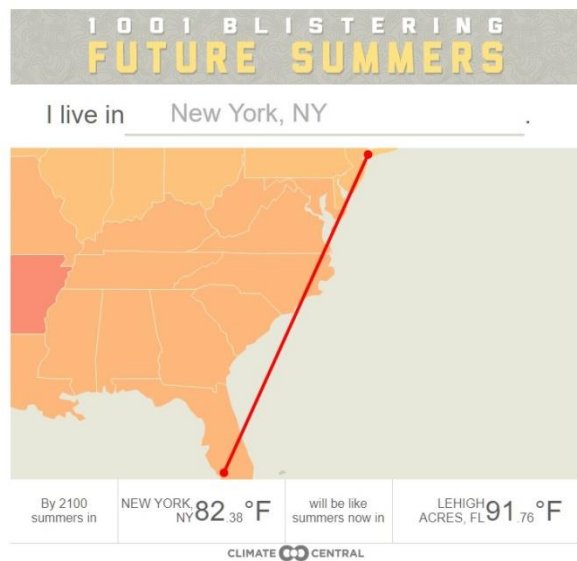 1001 BLISTERING
FUTURE SUMMERS
I live in New York, NY .
By 2100
summers in
NEW YORK,
NY 82.38°F
will be like
summers now in
LEHIGH
ACRES, FL 91.76°F
CLIMATE CENTRAL